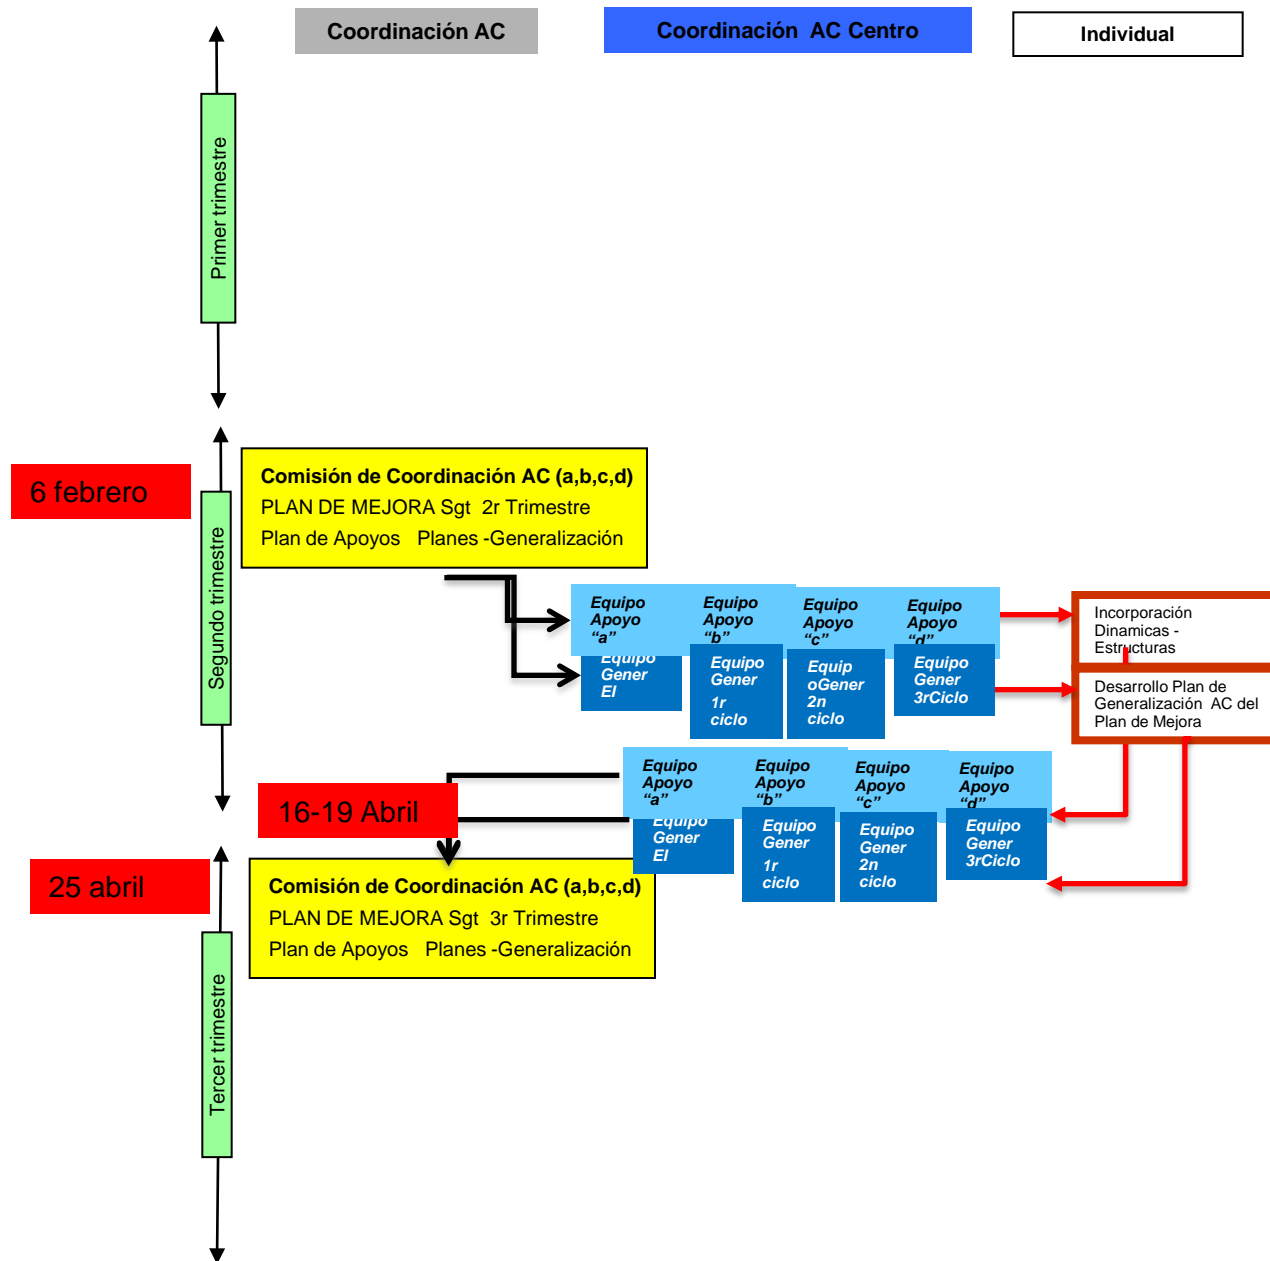 Coordinación AC
Coordinación AC Centro
Individual
Primer trimestre
6 febrero
Comisión de Coordinación AC (a,b,c,d)
PLAN DE MEJORA Sgt 2r Trimestre
Plan de Apoyos Planes -Generalización
Segundo trimestre
Equipo
Apoyo
“a”
Equipo
Apoyo
“b”
Equipo
Apoyo
“c”
Equipo
Apoyo
“d”
Equipo
Gener
EI
Equipo
Gener
1r
ciclo
Equip
oGener
2n
ciclo
Equipo
Gener
3rCiclo
Incorporación
Dinamicas -
Estructuras
Desarrollo Plan de
Generalización AC del
Plan de Mejora
16-19 Abril
Equipo
Apoyo
“a”
Equipo
Apoyo
“b”
Equipo
Apoyo
“c”
Equipo
Apoyo
“d”
Equipo
Gener
EI
Equipo
Gener
1r
ciclo
Equipo
Gener
2n
ciclo
Equipo
Gener
3rCiclo
25 abril
Comisión de Coordinación AC (a,b,c,d)
PLAN DE MEJORA Sgt 3r Trimestre
Plan de Apoyos Planes -Generalización
Tercer trimestre